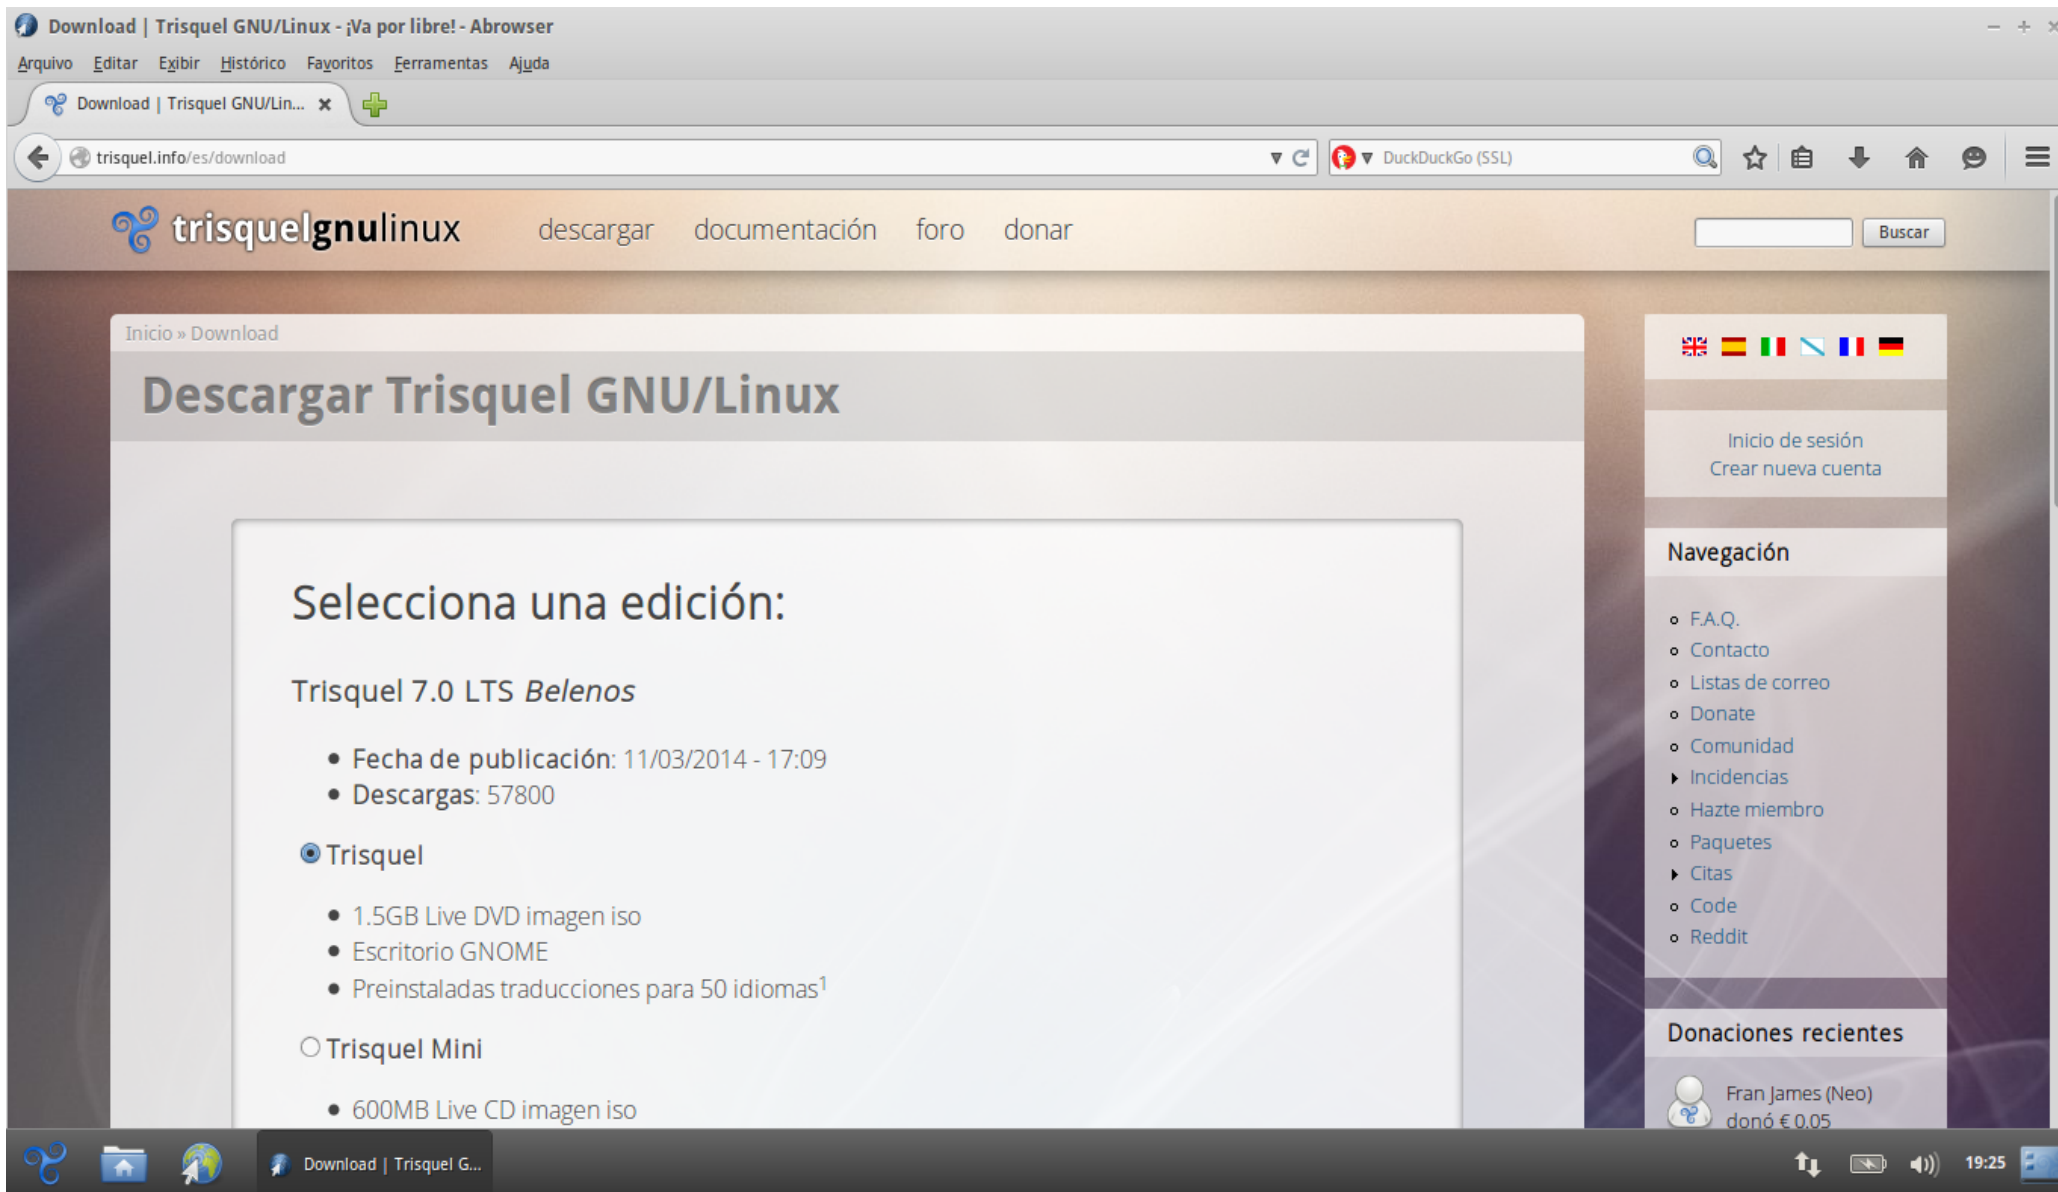 Download | Trisquel GNU/Linux - ¡Va por libre! - Abrowser
Arquivo Editar Exibir Histórico Favoritos Ferramentas Ajuda
Download | Trisquel GNU/Lin...
trisquel.info/es/download
DuckDuckGo (SSL)
trisquelgnulinux
descargar documentación foro donar
Buscar
Inicio » Download
Descargar Trisquel GNU/Linux
Selecciona una edición:
Trisquel 7.0 LTS Belenos
Fecha de publicación: 11/03/2014 - 17:09
Descargas: 57800
Trisquel
1.5GB Live DVD imagen iso
Escritorio GNOME
Preinstaladas traducciones para 50 idiomas1
Trisquel Mini
600MB Live CD imagen iso
Inicio de sesión
Crear nueva cuenta
Navegación
F.A.Q.
Contacto
Listas de correo
Donate
Comunidad
Incidencias
Hazte miembro
Paquetes
Citas
Code
Reddit
Donaciones recientes
Fran James (Neo)
donó € 0.05
Download | Trisquel G...
19:25